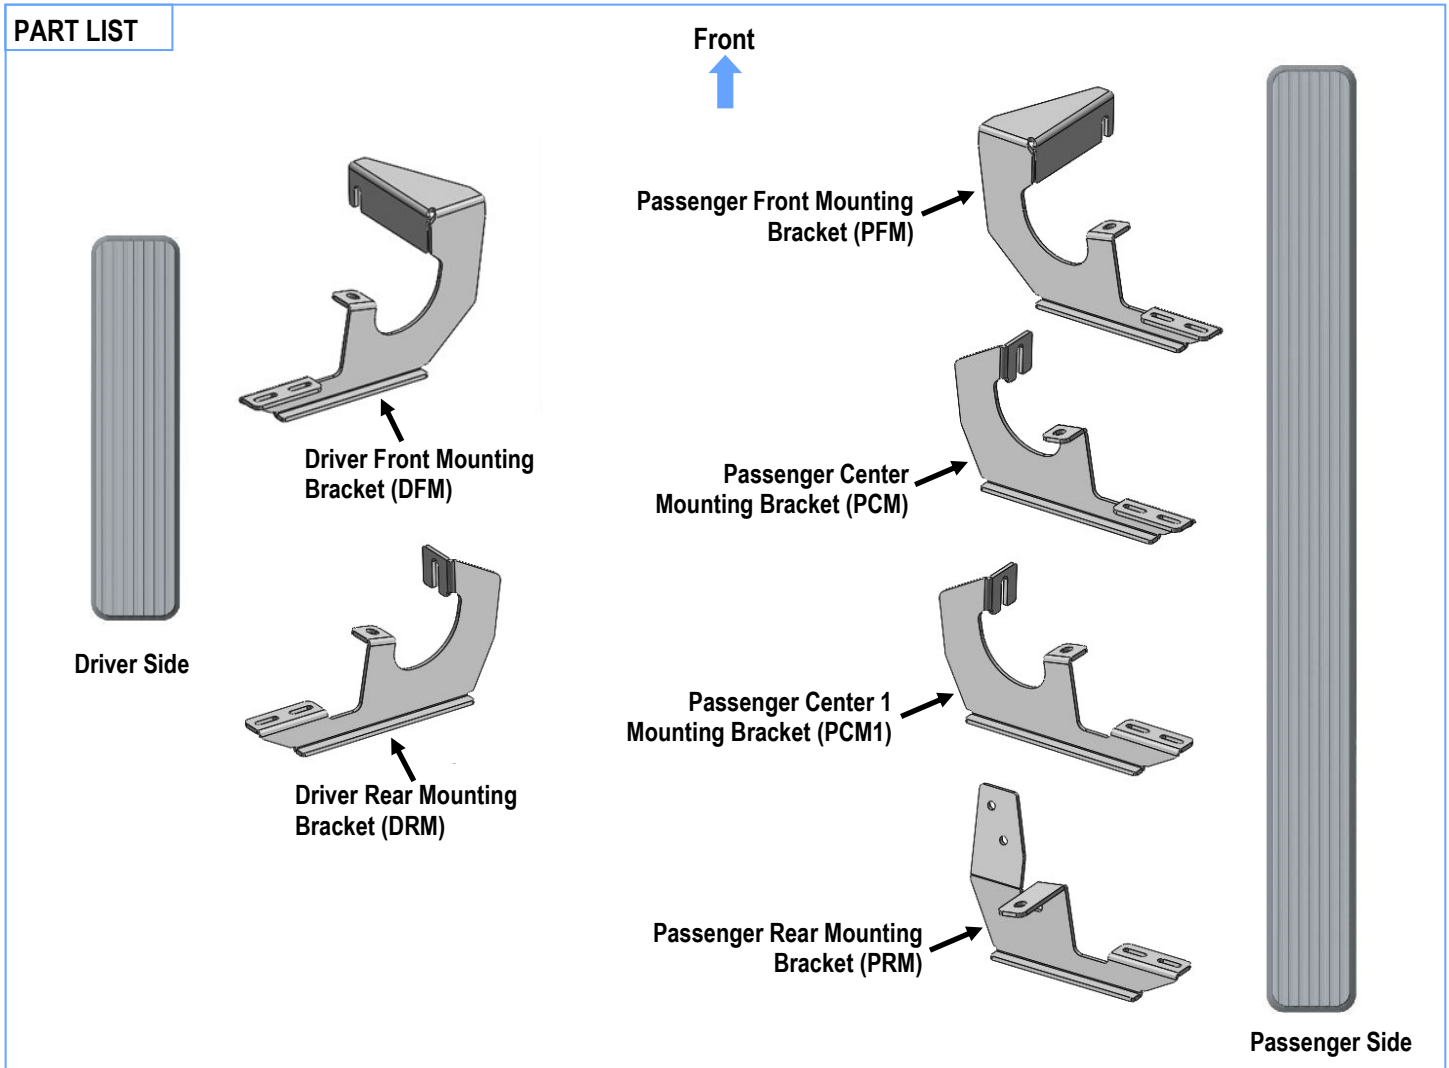 PART LIST
Front
Passenger Front Mounting
Bracket (PFM)
Driver Front Mounting
Bracket (DFM)
Passenger Center
Mounting Bracket (PCM)
Driver Side
Passenger Center 1
Mounting Bracket (PCM1)
Driver Rear Mounting
Bracket (DRM)
Passenger Rear Mounting
Bracket (PRM)
Passenger Side